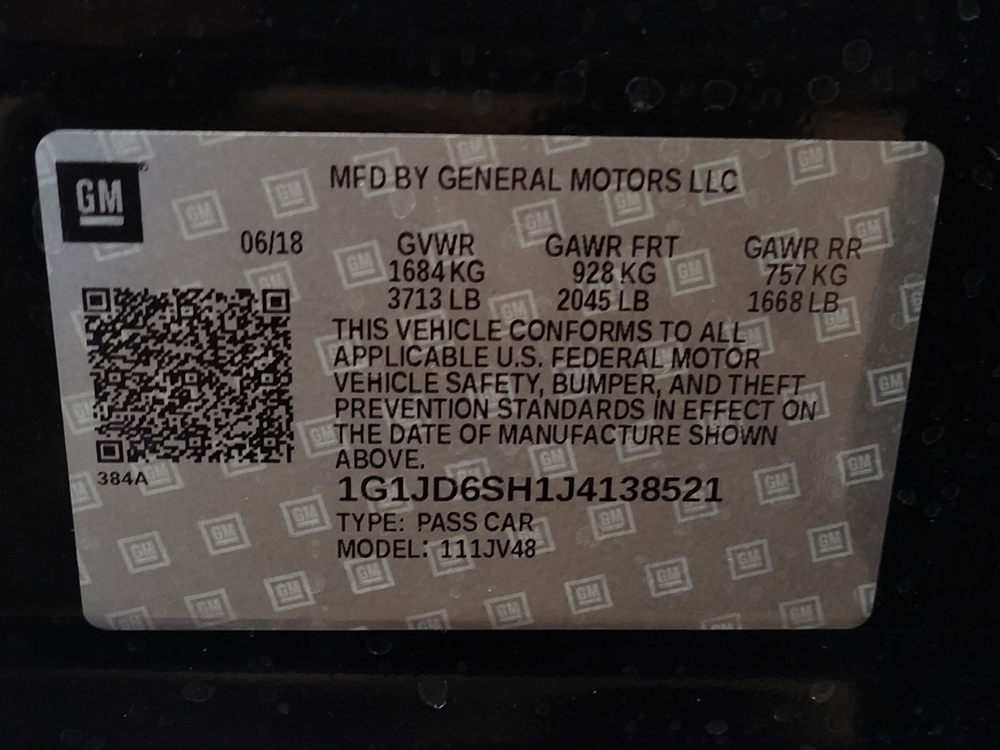 GM
MFD BY GENERAL MOTORS LLC
06/18 GVWR GAWR FRT GAWR RR
1684 KG 928 KG 757 KG
3713 LB 2045 LB 1668 LB
THIS VEHICLE CONFORMS TO ALL
APPLICABLE U.S. FEDERAL MOTOR
VEHICLE SAFETY, BUMPER, AND THEFT
PREVENTION STANDARDS IN EFFECT ON
THE DATE OF MANUFACTURE SHOWN
ABOVE.
384A
1G1JD6SH1J4138521
TYPE: PASS CAR
MODEL: 111JV48